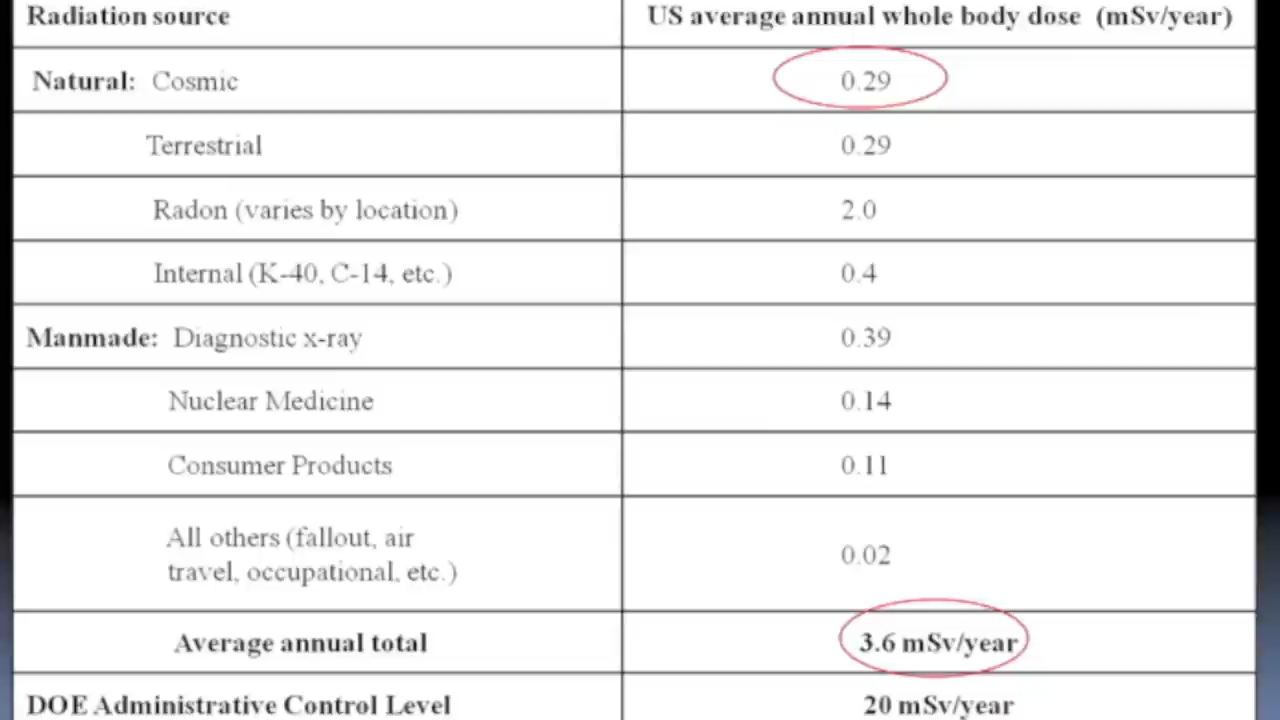 Radiation source US average annual whole body dose (mSv/year)
Natural: Cosmic 0.29
Terrestrial 0.29
Radon (varies by location) 2.0
Internal (K-40, C-14, etc.) 0.4
Manmade: Diagnostic x-ray 0.39
Nuclear Medicine 0.14
Consumer Products 0.11
All others (fallout, air
travel, occupational, etc.) 0.02
Average annual total 3.6 mSv/year
DOE Administrative Control Level 20 mSv/year